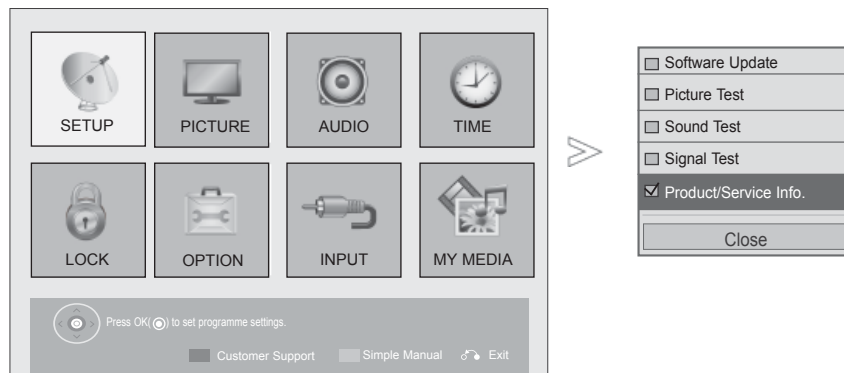 SETUP PICTURE AUDIO TIME
LOCK OPTION INPUT MY MEDIA
Press OK( ) to set programme settings.
Customer Support Simple Manual Exit
Software Update
Picture Test
Sound Test
Signal Test
Product/Service Info.
Close